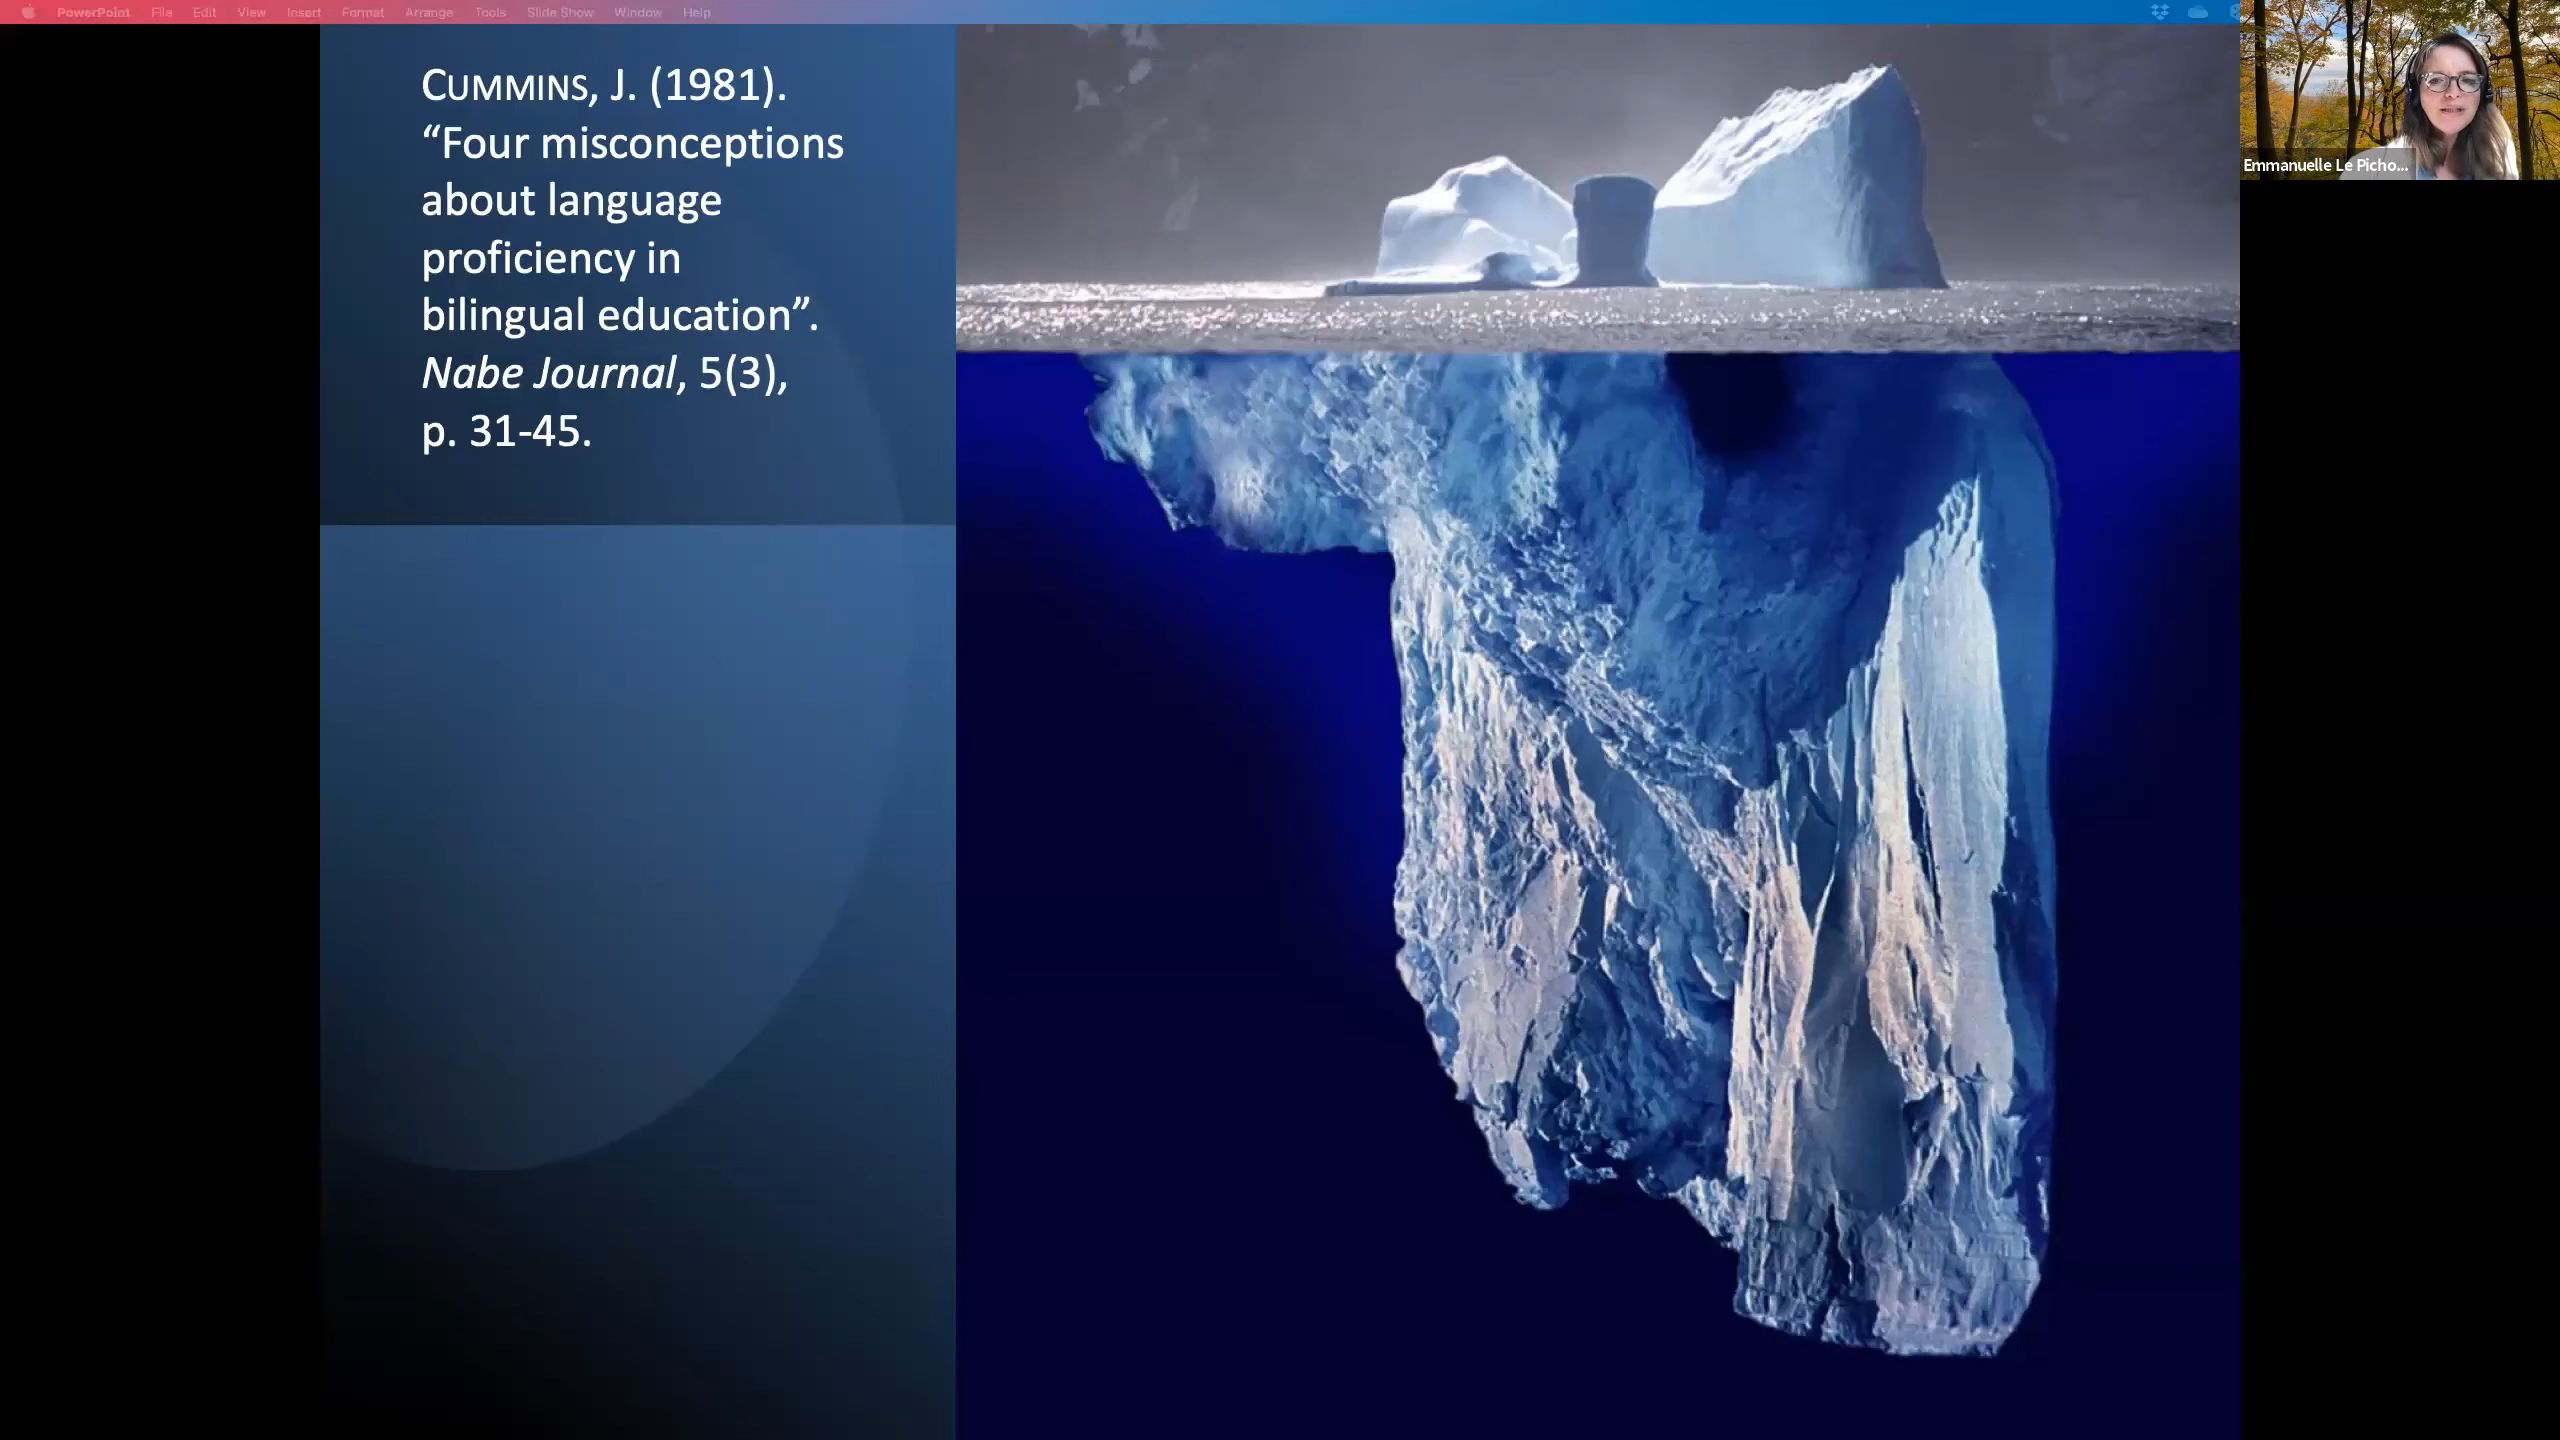 PowerPoint File Edit View Insert Format Arrange Tools Slide Show Window Help
CUMMINS, J. (1981).
“Four misconceptions
about language
proficiency in
bilingual education”.
Nabe Journal, 5(3),
p. 31-45.
Emmanuelle Le Picho...